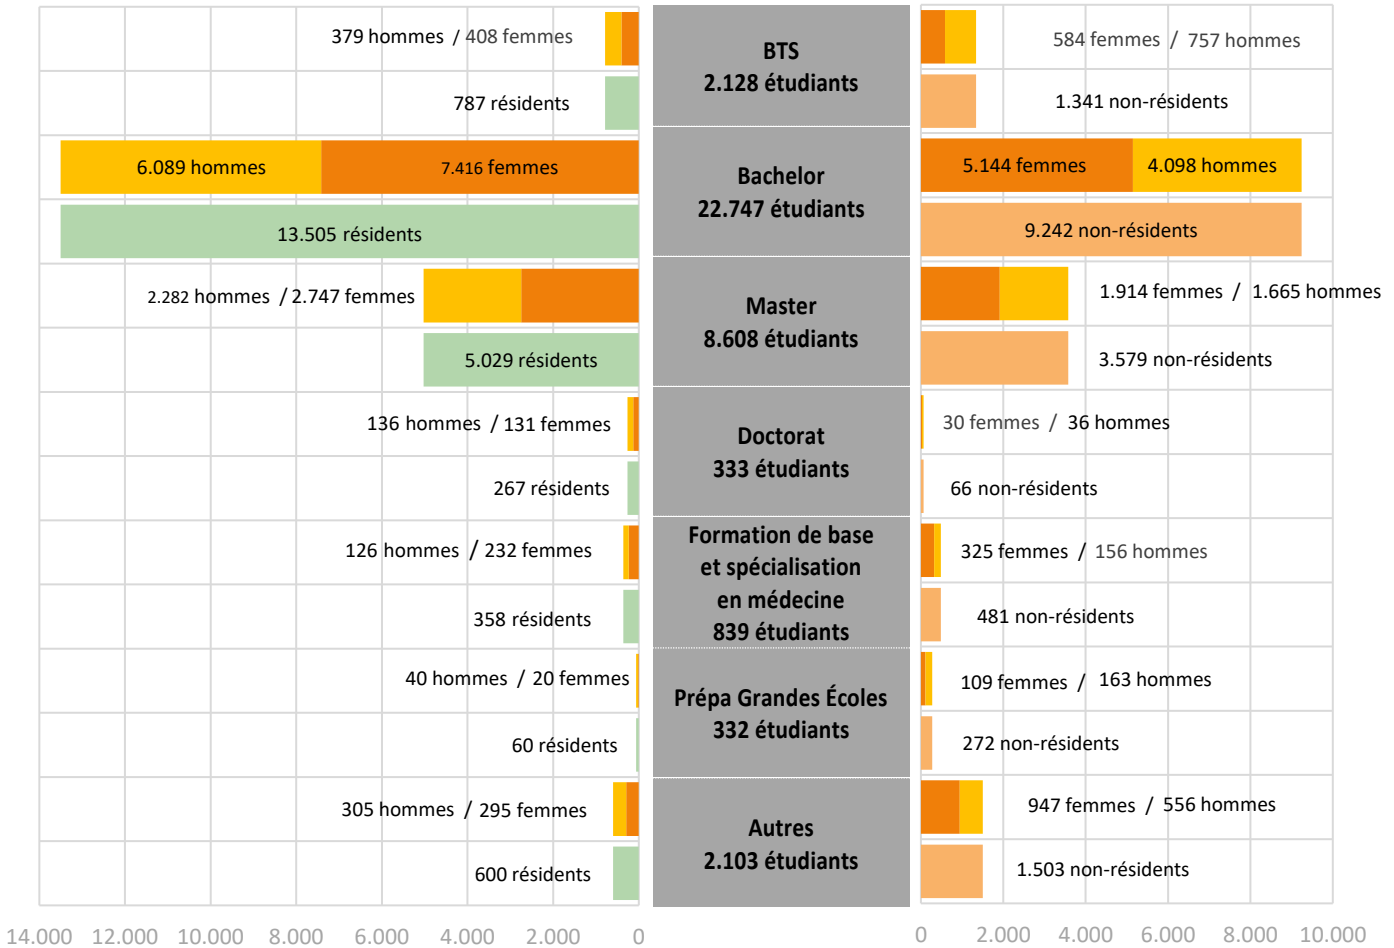 379 hommes / 408 femmes
BTS
2.128 étudiants
584 femmes / 757 hommes
787 résidents
1.341 non-résidents
6.089 hommes
7.416 femmes
Bachelor
22.747 étudiants
5.144 femmes
4.098 hommes
13.505 résidents
9.242 non-résidents
2.282 hommes / 2.747 femmes
Master
8.608 étudiants
1.914 femmes / 1.665 hommes
5.029 résidents
3.579 non-résidents
136 hommes / 131 femmes
Doctorat
333 étudiants
30 femmes / 36 hommes
267 résidents
66 non-résidents
126 hommes / 232 femmes
Formation de base
et spécialisation
en médecine
839 étudiants
325 femmes / 156 hommes
358 résidents
481 non-résidents
40 hommes / 20 femmes
Prépa Grandes Écoles
332 étudiants
109 femmes / 163 hommes
60 résidents
272 non-résidents
305 hommes / 295 femmes
Autres
2.103 étudiants
947 femmes / 556 hommes
600 résidents
1.503 non-résidents
14.000 12.000 10.000 8.000 6.000 4.000 2.000 0
0 2.000 4.000 6.000 8.000 10.000